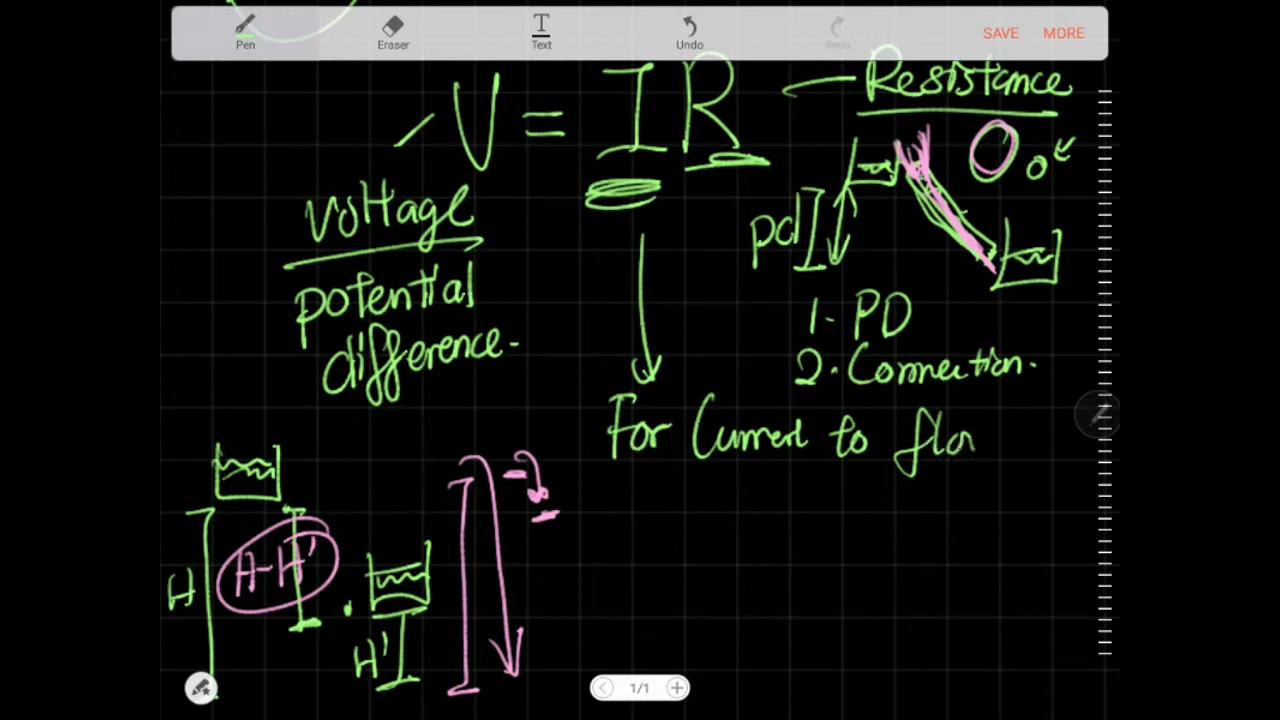 Pen
Eraser
Text
Undo
Redo
SAVE
MORE
V = I R
Resistance
voltage
potential
difference.
pd
1. PD
2. Connection.
For Current to flo
H
H-H'
H'
1/1